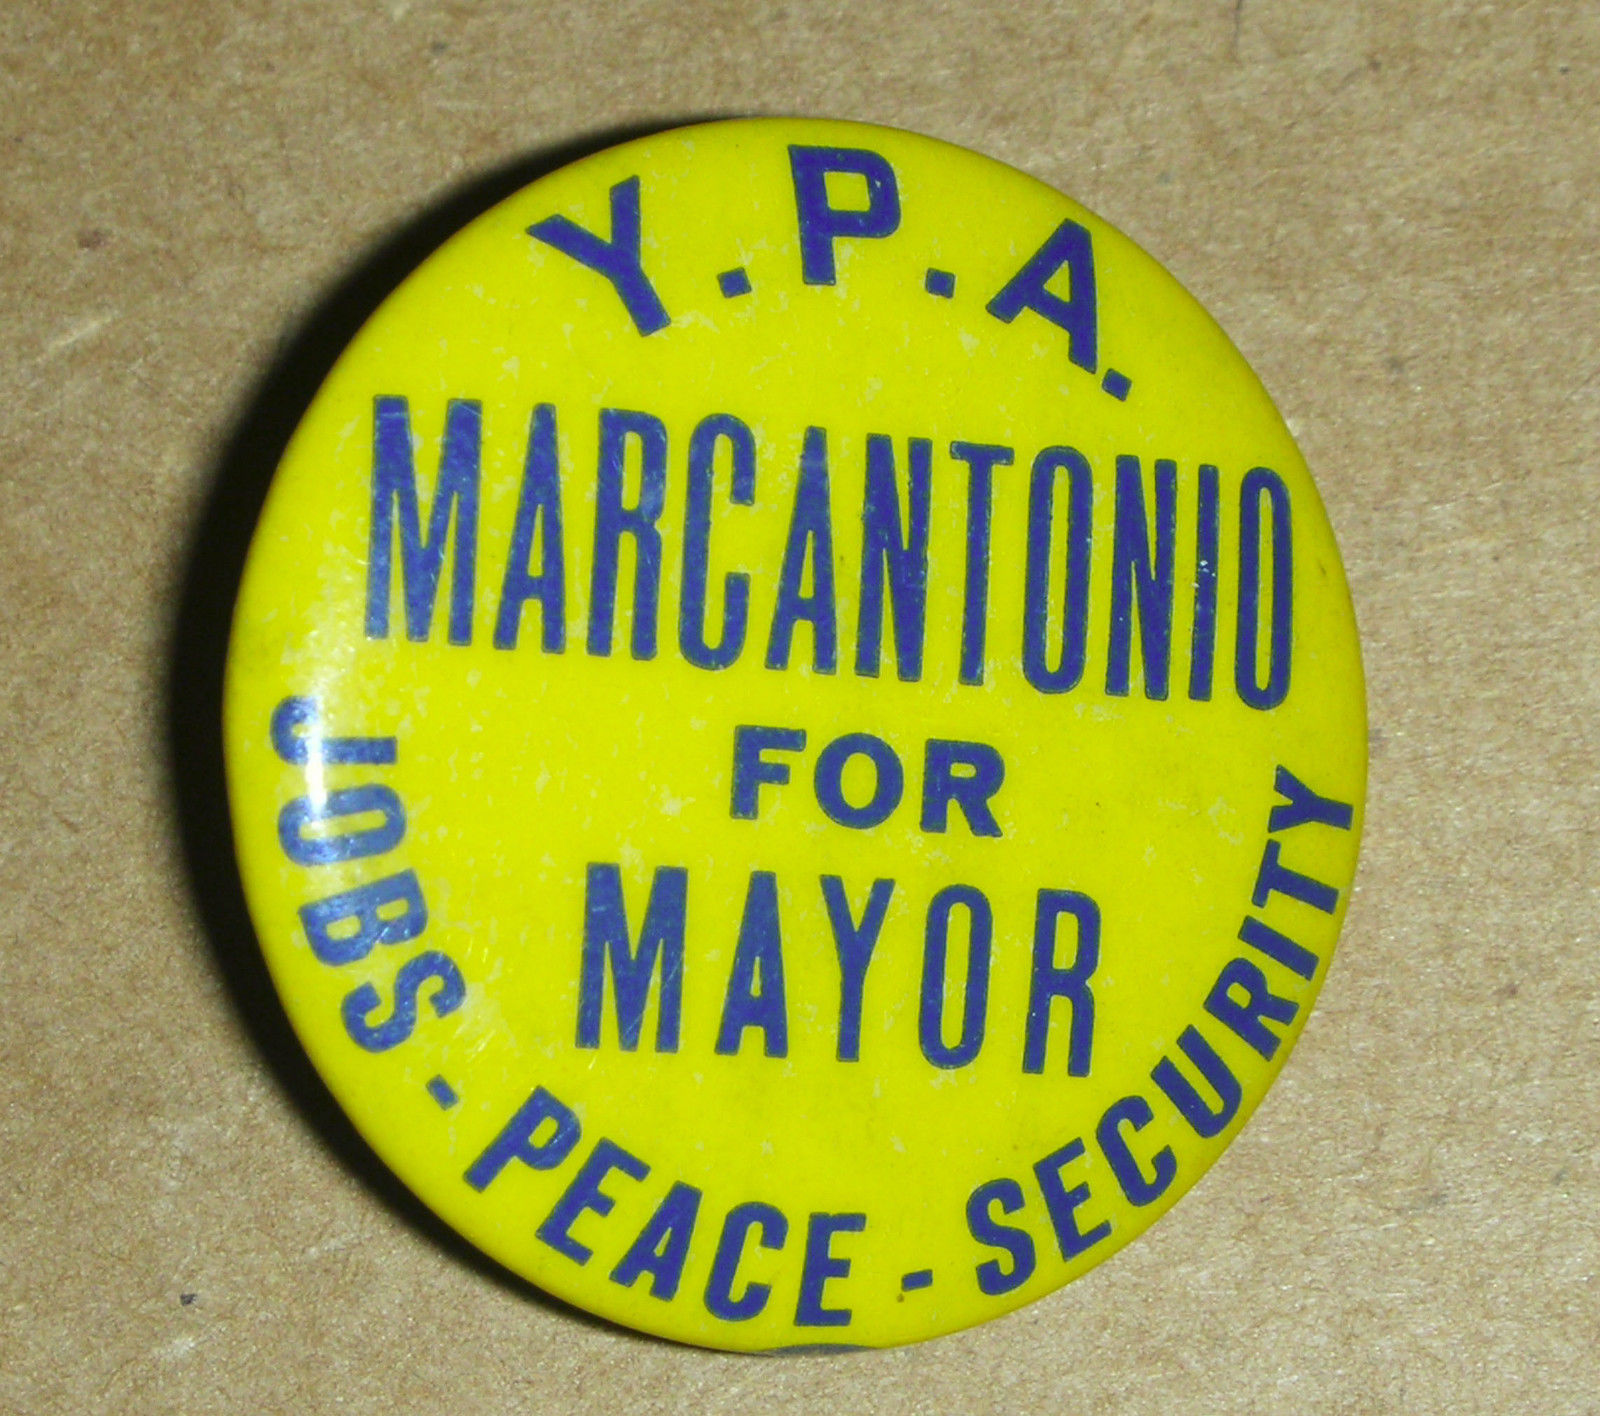 Y.P.A.
MARCANTONIO
FOR
MAYOR
JOBS - PEACE - SECURITY